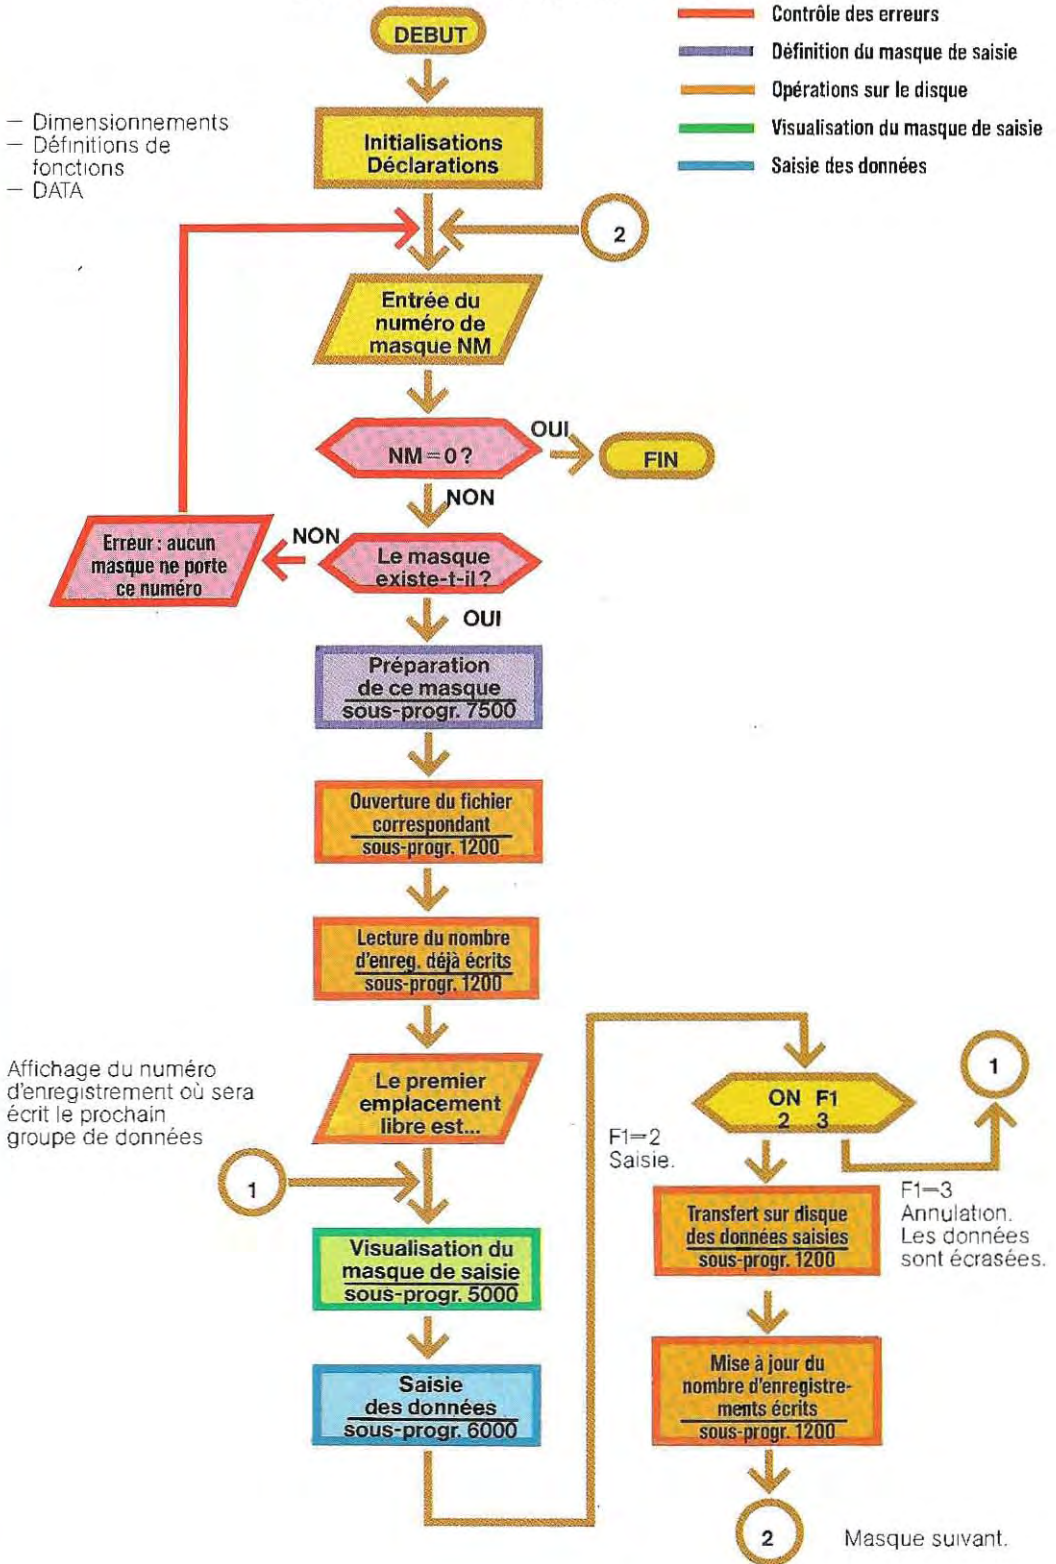 DEBUT
Contrôle des erreurs
Définition du masque de saisie
Opérations sur le disque
Visualisation du masque de saisie
Saisie des données
— Dimensionnements
— Définitions de
fonctions
— DATA
Initialisations
Déclarations
2
Entrée du
numéro de
masque NM
NM = 0 ?
OUI
FIN
NON
Le masque
existe-t-il ?
NON
Erreur : aucun
masque ne porte
ce numéro
OUI
Préparation
de ce masque
sous-progr. 7500
Ouverture du fichier
correspondant
sous-progr. 1200
Lecture du nombre
d'enreg. déjà écrits
sous-progr. 1200
Affichage du numéro
d'enregistrement où sera
écrit le prochain
groupe de données
Le premier
emplacement
libre est...
1
Visualisation du
masque de saisie
sous-progr. 5000
Saisie
des données
sous-progr. 6000
ON F1
2 3
1
F1=2
Saisie.
F1=3
Annulation.
Les données
sont écrasées.
Transfert sur disque
des données saisies
sous-progr. 1200
Mise à jour du
nombre d'enregistre-
ments écrits
sous-progr. 1200
2
Masque suivant.